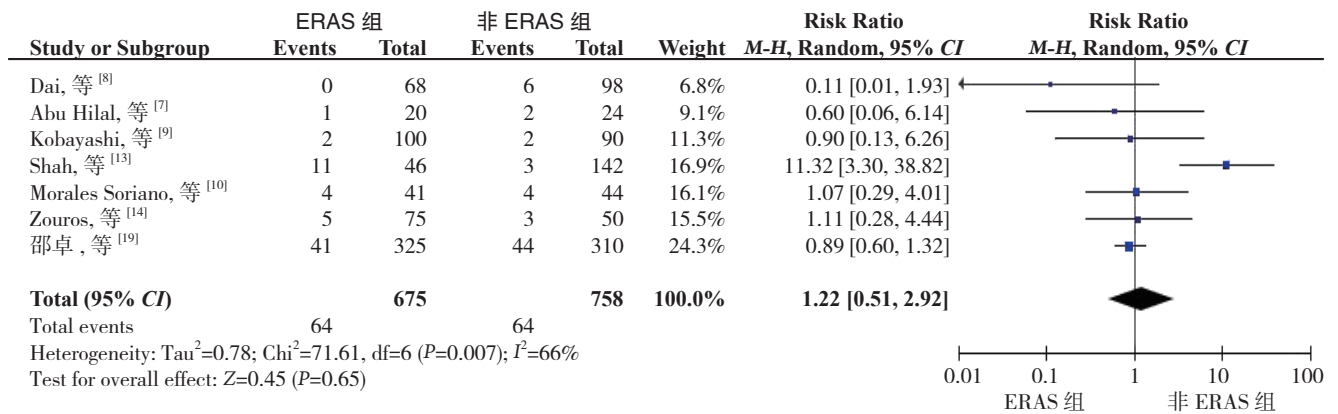 ERAS 组 非 ERAS 组 Risk Ratio Risk Ratio
Study or Subgroup Events Total Events Total Weight M-H, Random, 95% CI M-H, Random, 95% CI
Dai, 等 [8] 0 68 6 98 6.8% 0.11 [0.01, 1.93]
Abu Hilal, 等 [7] 1 20 2 24 9.1% 0.60 [0.06, 6.14]
Kobayashi, 等 [9] 2 100 2 90 11.3% 0.90 [0.13, 6.26]
Shah, 等 [13] 11 46 3 142 16.9% 11.32 [3.30, 38.82]
Morales Soriano, 等 [10] 4 41 4 44 16.1% 1.07 [0.29, 4.01]
Zouros, 等 [14] 5 75 3 50 15.5% 1.11 [0.28, 4.44]
邵卓 , 等 [19] 41 325 44 310 24.3% 0.89 [0.60, 1.32]
Total (95% CI) 675 758 100.0% 1.22 [0.51, 2.92]
Total events 64 64
Heterogeneity: Tau²=0.78; Chi²=71.61, df=6 (P=0.007); I²=66%
Test for overall effect: Z=0.45 (P=0.65)
0.01 0.1 1 10 100
ERAS 组 非 ERAS 组